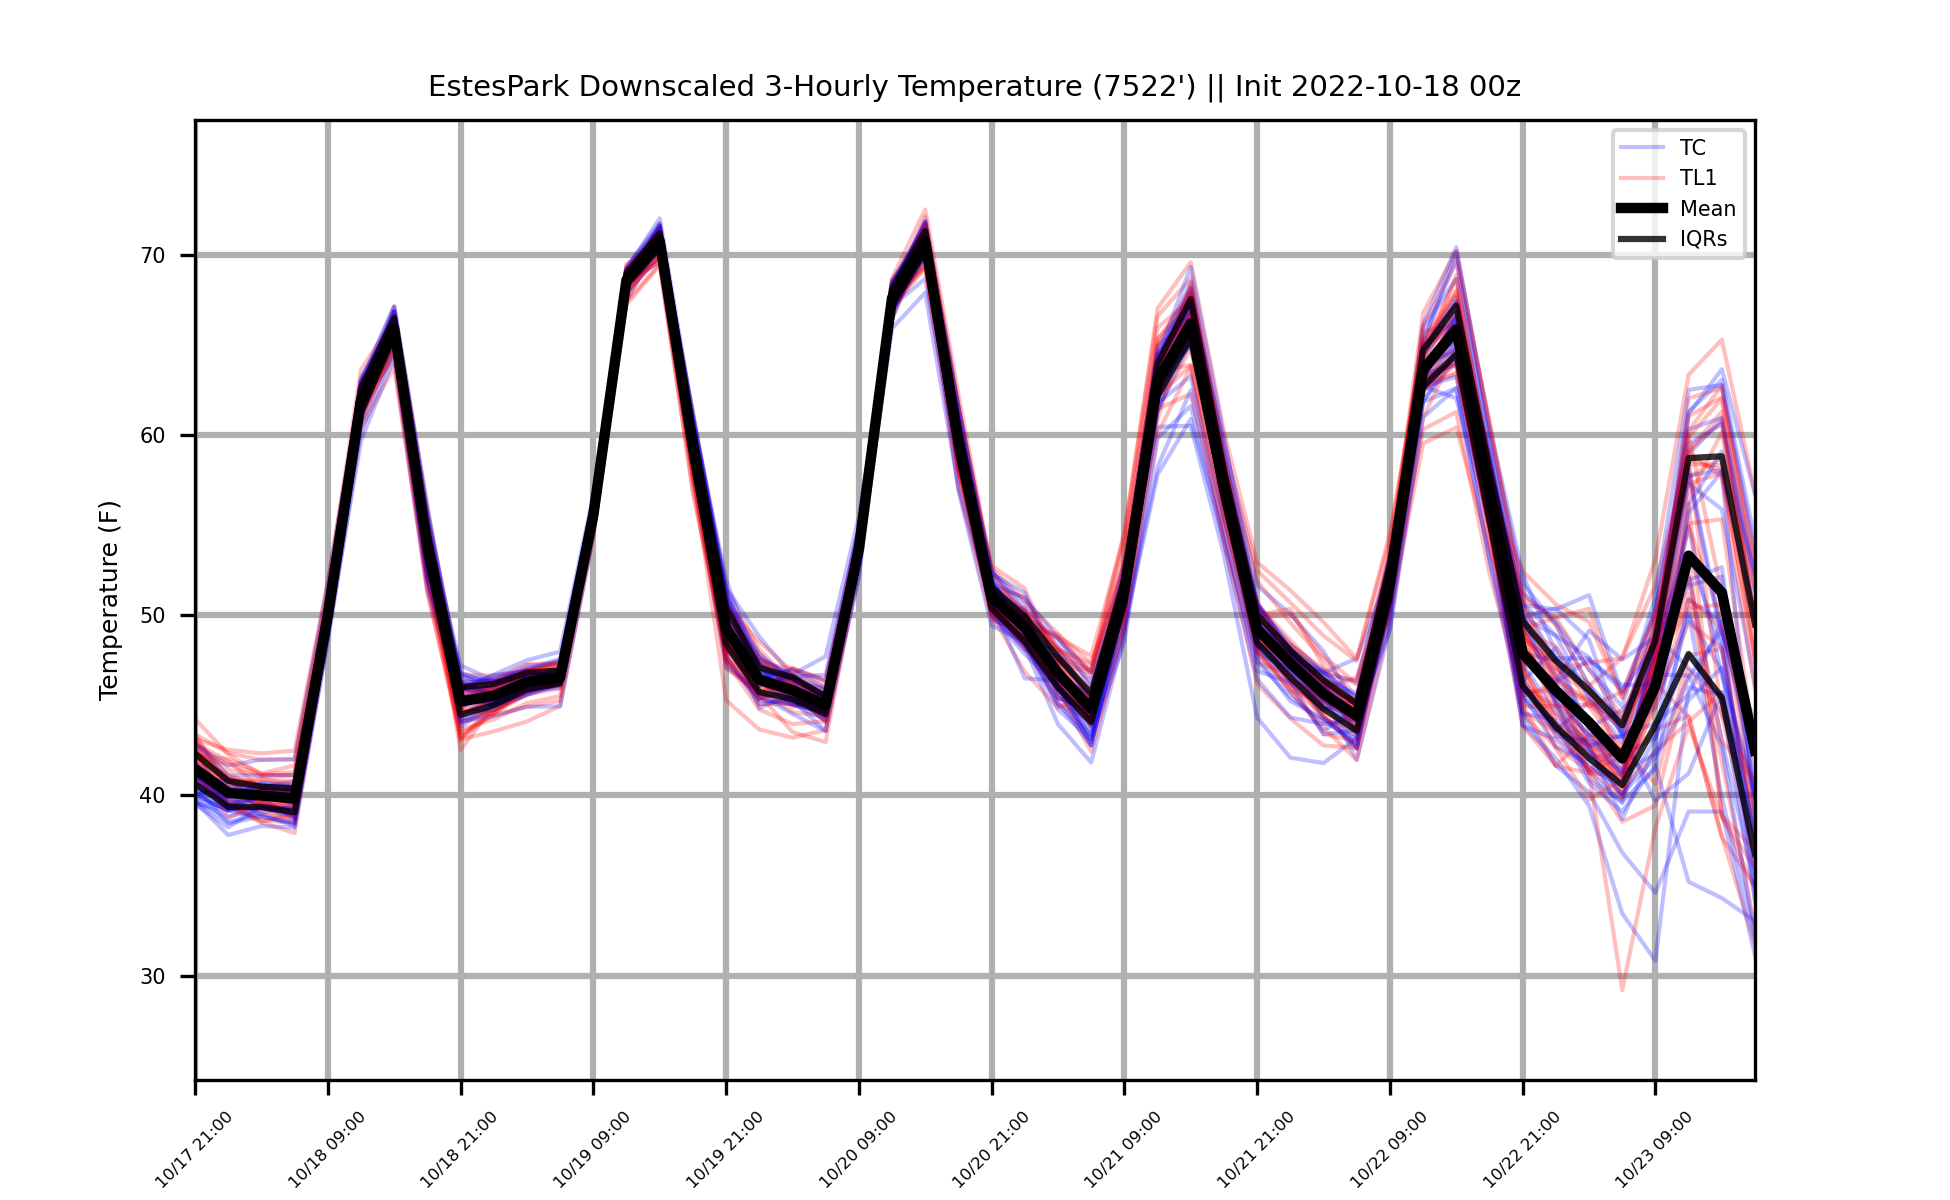 EstesPark Downscaled 3-Hourly Temperature (7522') || Init 2022-10-18 00z
TC
TL1
Mean
IQRs
Temperature (F)
70
60
50
40
30
10/17 21:00
10/18 09:00
10/18 21:00
10/19 09:00
10/19 21:00
10/20 09:00
10/20 21:00
10/21 09:00
10/21 21:00
10/22 09:00
10/22 21:00
10/23 09:00